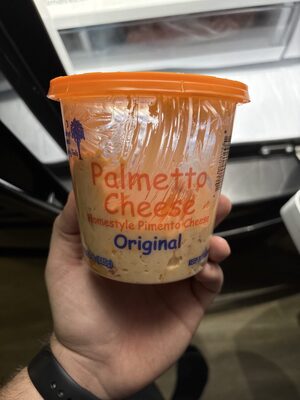 Palmetto
Cheese
Homestyle Pimento Cheese
Original